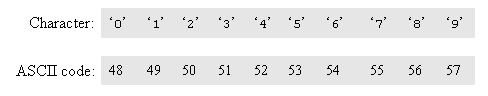 Character: ‘0’ ‘1’ ‘2’ ‘3’ ‘4’ ‘5’ ‘6’ ‘7’ ‘8’ ‘9’
ASCII code: 48 49 50 51 52 53 54 55 56 57